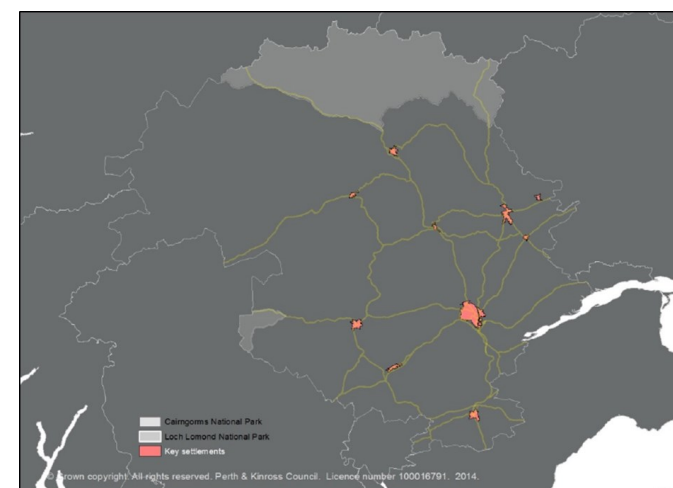 Cairngorms National Park
Loch Lomond National Park
Key settlements
© Crown copyright. All rights reserved. Perth & Kinross Council. Licence number 100016791. 2014.